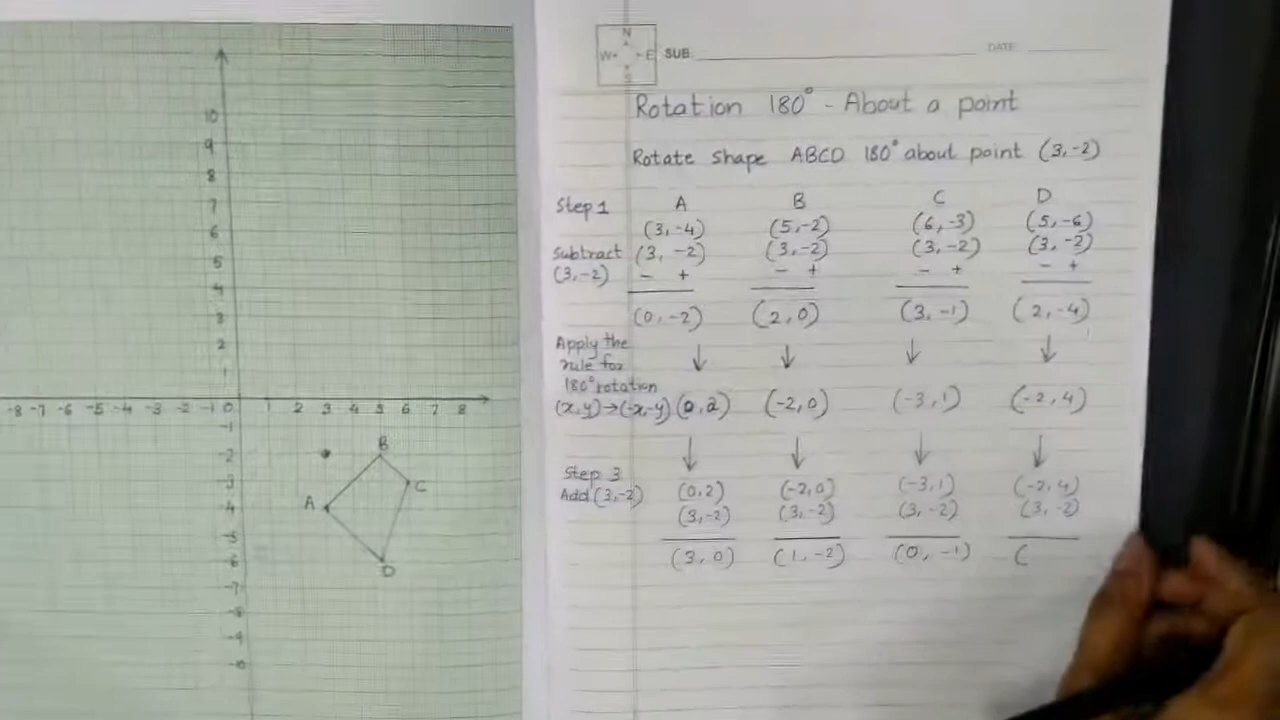 10
9
8
7
6
5
4
3
2
1
-8 -7 -6 -5 -4 -3 -2 -1 0 1 2 3 4 5 6 7 8
-1
-2
-3
-4
-5
-6
-7
-8
B
C
A
D
N
W E
S
SUB DATE
Rotation 180° - About a point
Rotate shape ABCD 180° about point (3,-2)
Step 1 A B C D
(3,-4) (5,-2) (6,-3) (5,-6)
Subtract (3,-2) (3,-2) (3,-2) (3,-2)
(3,-2) - + - + - + - +
(0,-2) (2,0) (3,-1) (2,-4)
Apply the ↓ ↓ ↓ ↓
rule for
180° rotation
(x,y)→(-x,-y) (0,2) (-2,0) (-3,1) (-2,4)
↓ ↓ ↓ ↓
Step 3
Add (3,-2) (0,2) (-2,0) (-3,1) (-2,4)
(3,-2) (3,-2) (3,-2) (3,-2)
(3,0) (1,-2) (0,-1) (